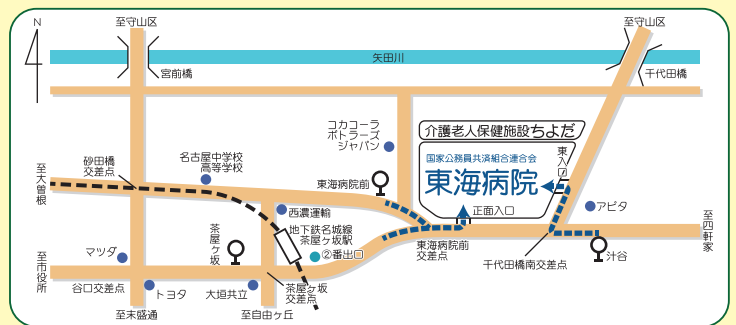 N
至守山区
至守山区
矢田川
宮前橋
千代田橋
コカコーラ
ボトラーズ
ジャパン
介護老人保健施設ちよだ
砂田橋
交差点
名古屋中学校
高等学校
国家公務員共済組合連合会
東海病院
東入口
至大曽根
東海病院前
西濃運輸
正面入口
アピタ
地下鉄名城線
茶屋ヶ坂駅
②番出口
茶屋ヶ坂
東海病院前
交差点
至四軒家
マツダ
汁谷
千代田橋南交差点
至市役所
谷口交差点
トヨタ
大垣共立
茶屋ヶ坂
交差点
至末盛通
至自由ヶ丘